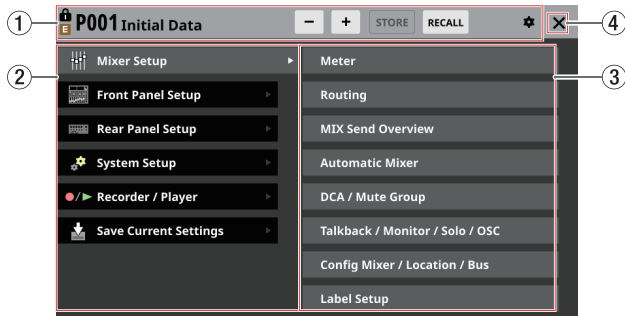 1
E P001 Initial Data - + STORE RECALL
4
2
3
Mixer Setup
Front Panel Setup
Rear Panel Setup
System Setup
Recorder / Player
Save Current Settings
Meter
Routing
MIX Send Overview
Automatic Mixer
DCA / Mute Group
Talkback / Monitor / Solo / OSC
Config Mixer / Location / Bus
Label Setup